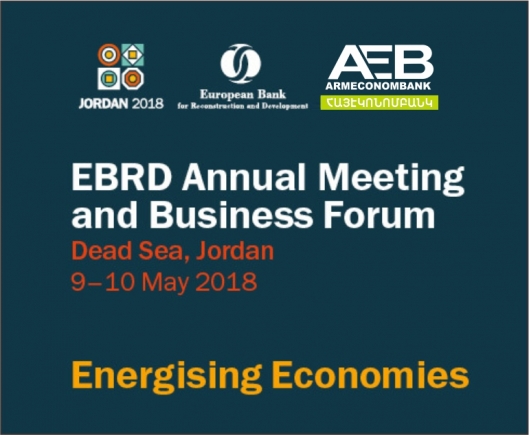 JORDAN 2018
European Bank
for Reconstruction and Development
AEB
ARMECONOMBANK
ՀԱՅԷԿՈՆՈՄԲԱՆԿ
EBRD Annual Meeting
and Business Forum
Dead Sea, Jordan
9–10 May 2018
Energising Economies